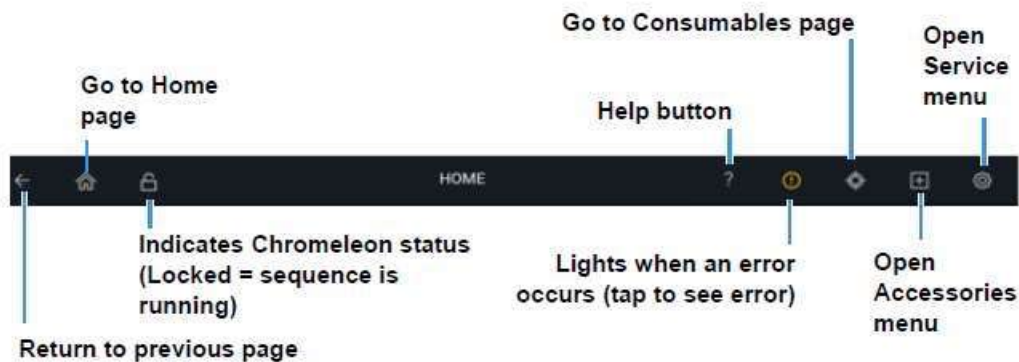 Go to Consumables page
Open
Service
menu
Go to Home
page
Help button
HOME
?
Indicates Chromeleon status
(Locked = sequence is
running)
Lights when an error
occurs (tap to see error)
Open
Accessories
menu
Return to previous page